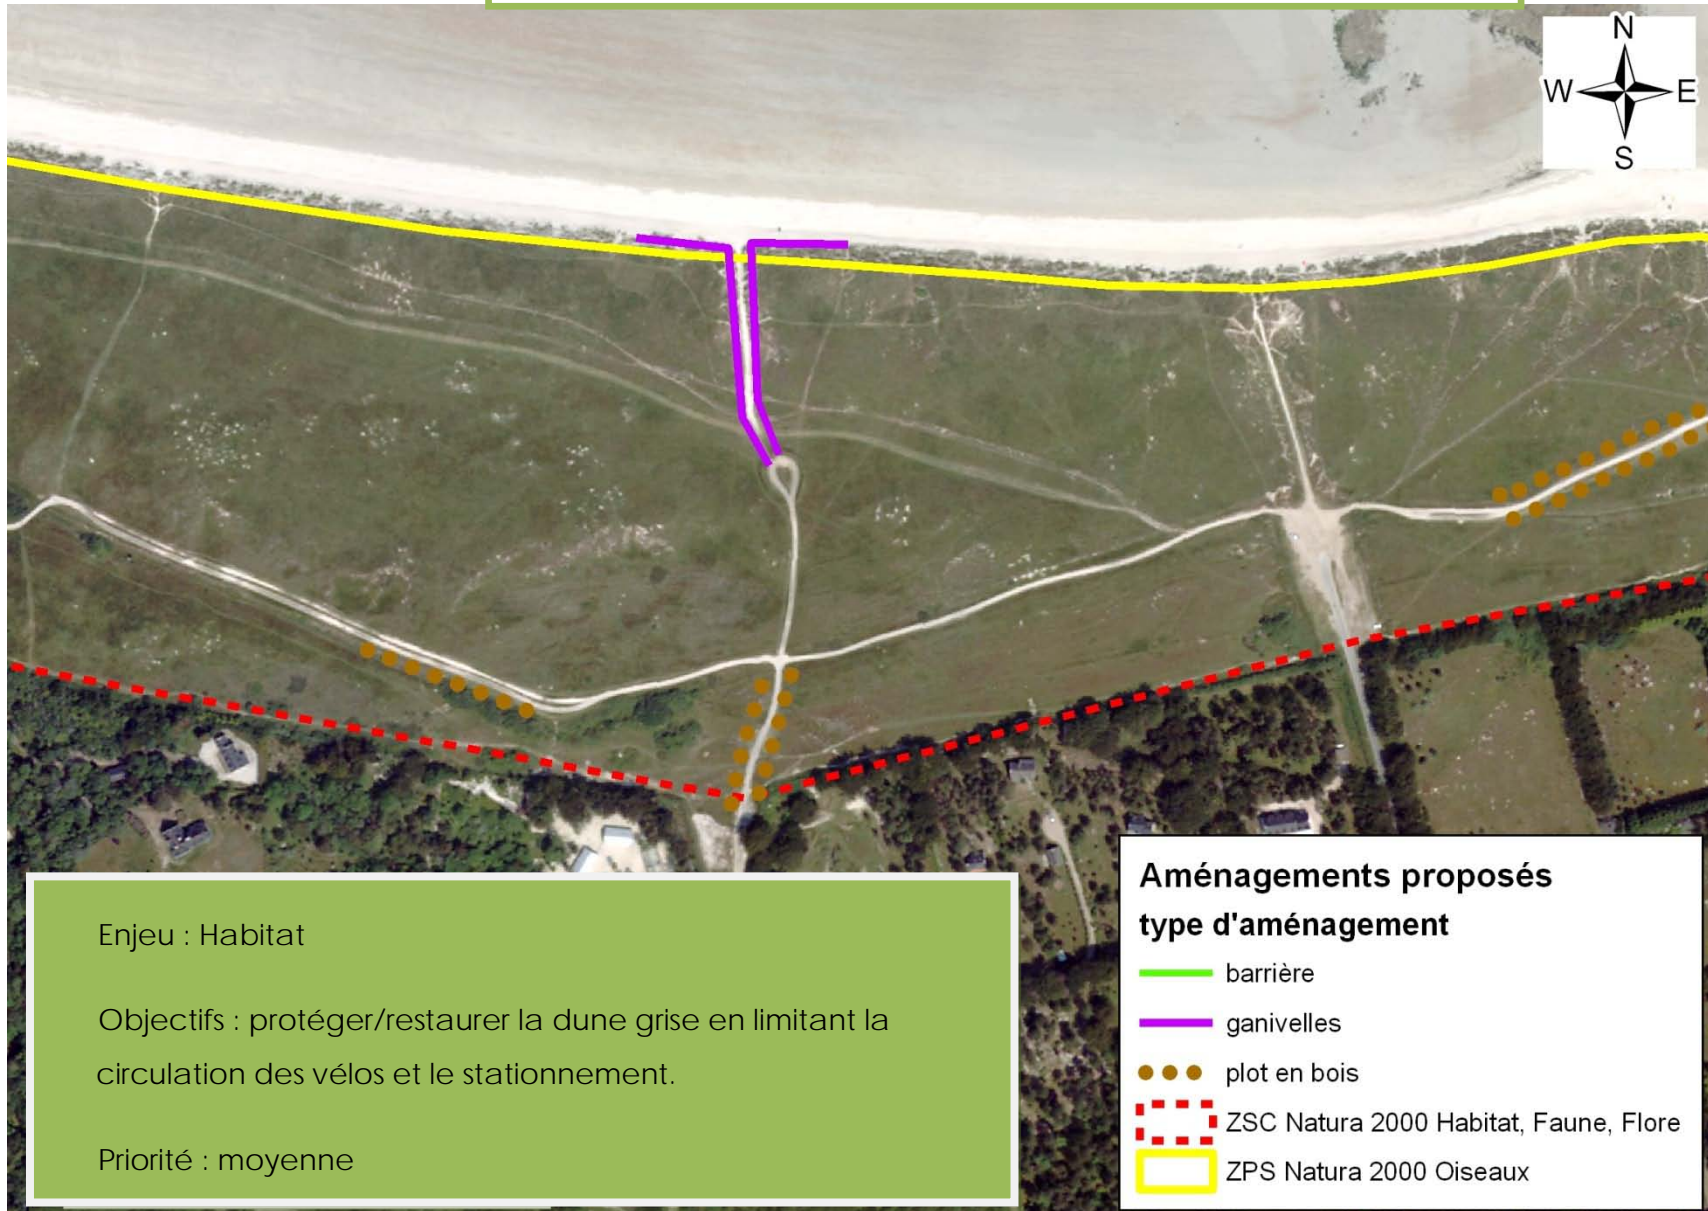 N
W E
S
Enjeu : Habitat
Objectifs : protéger/restaurer la dune grise en limitant la
circulation des vélos et le stationnement.
Priorité : moyenne
Aménagements proposés
type d'aménagement
barrière
ganivelles
plot en bois
ZSC Natura 2000 Habitat, Faune, Flore
ZPS Natura 2000 Oiseaux